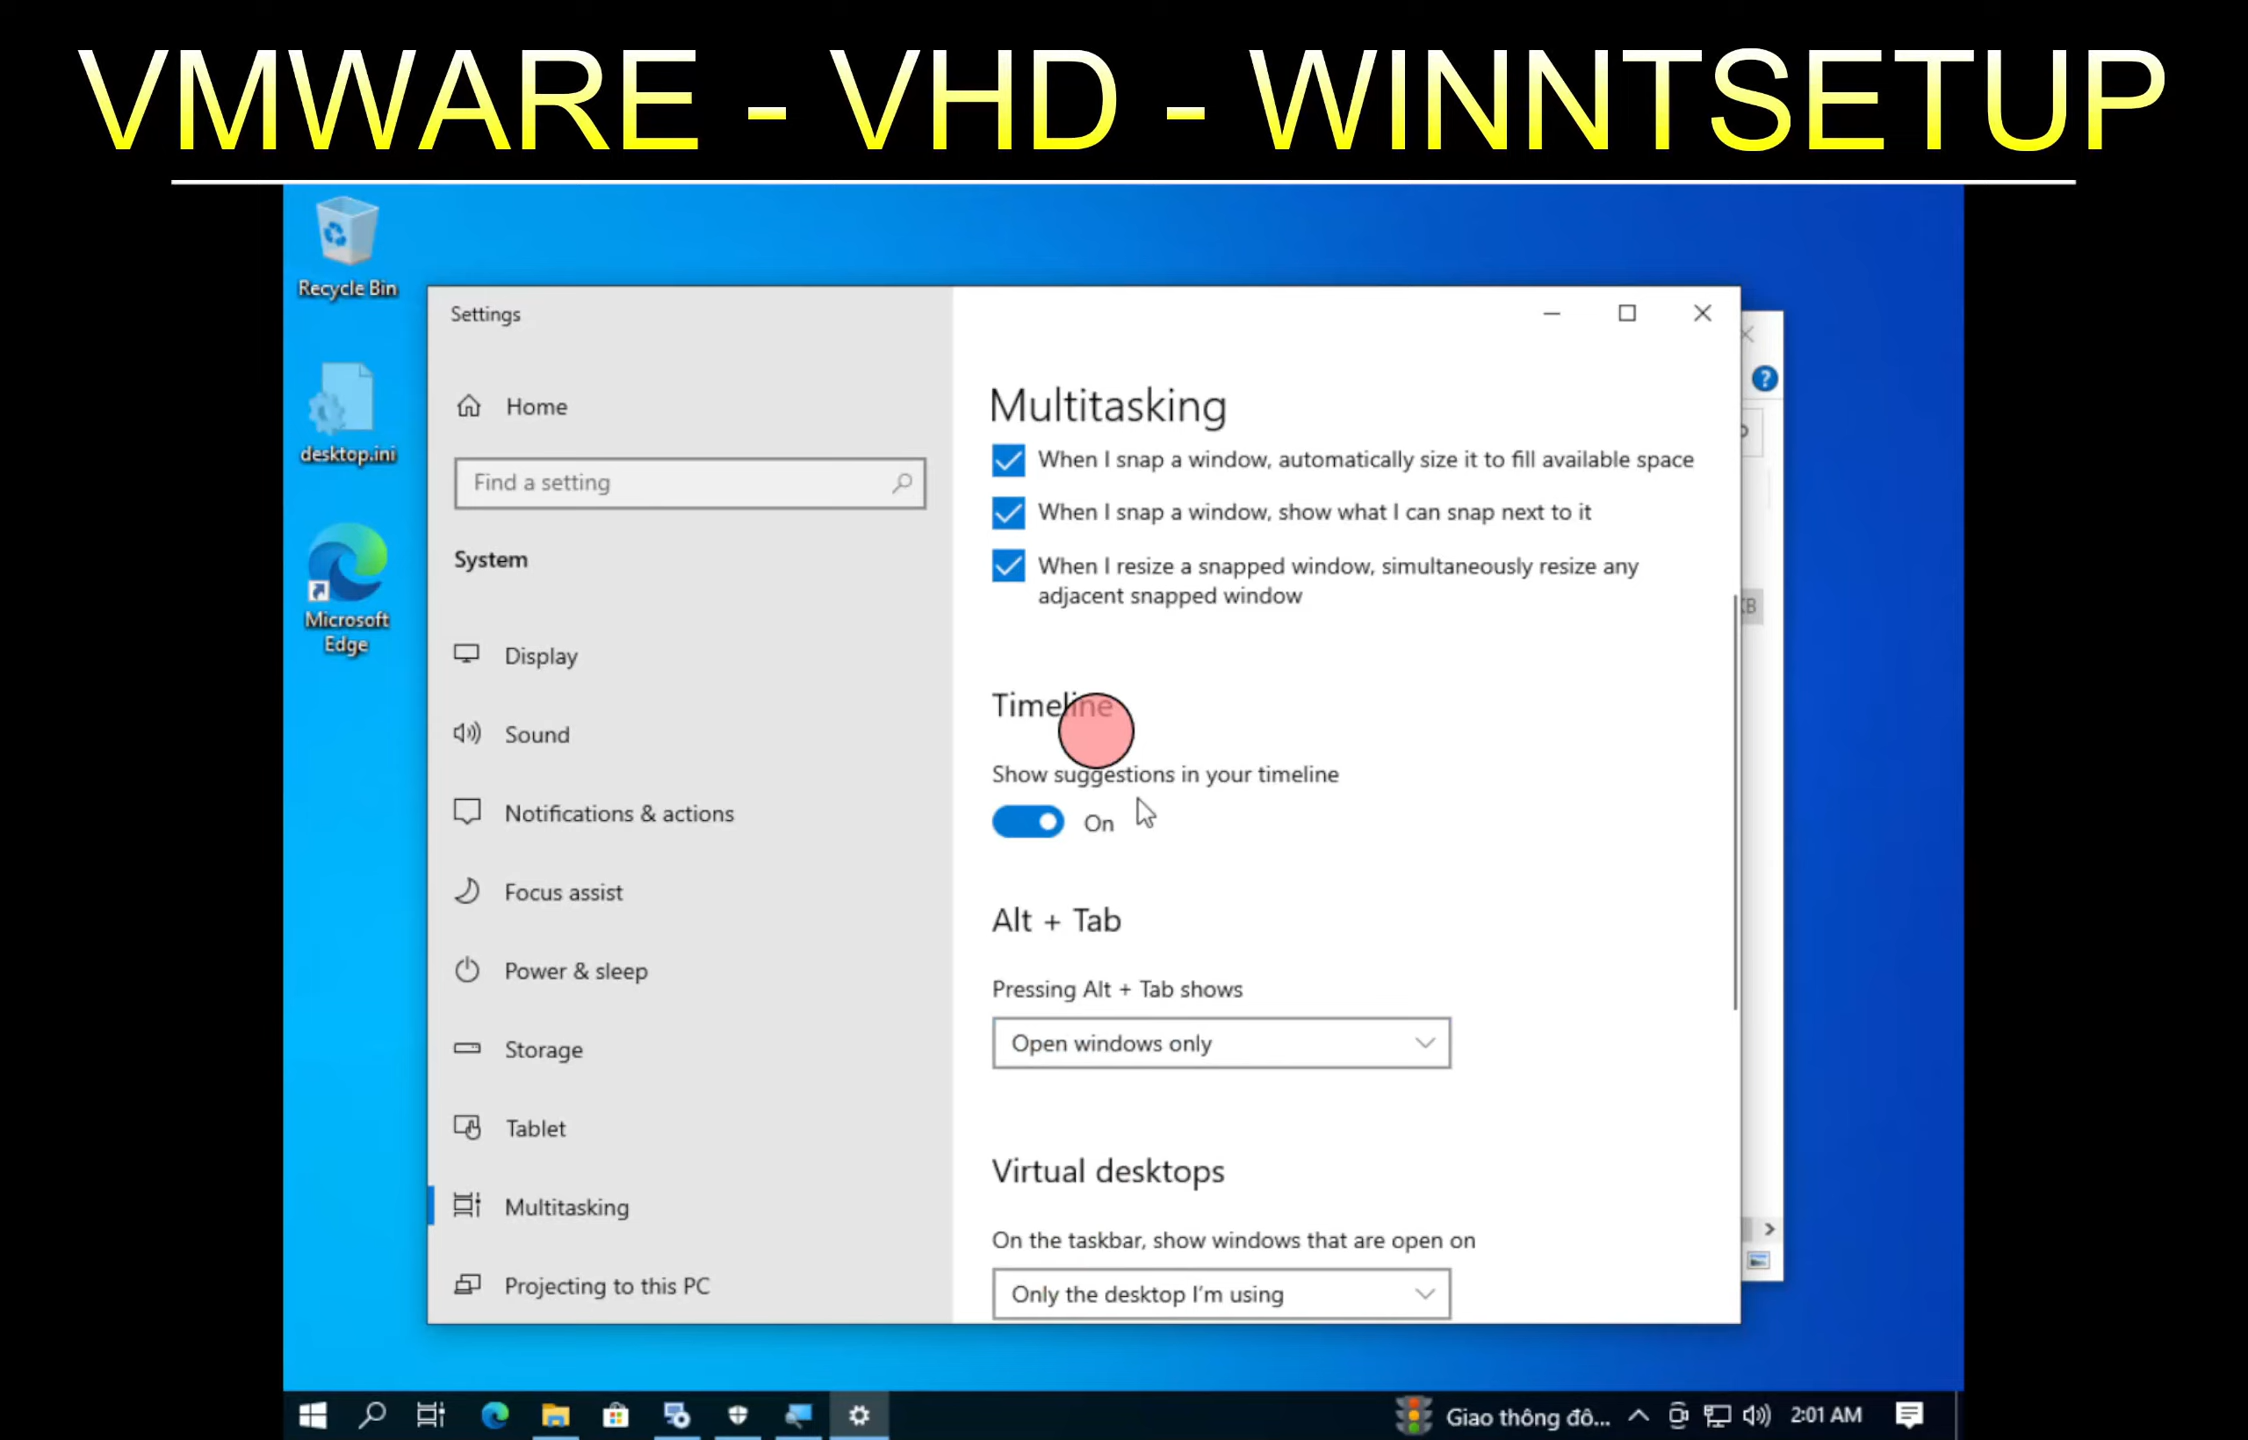 VMWARE - VHD - WINNTSETUP
Recycle Bin
desktop.ini
Microsoft
Edge
Settings
Home
Find a setting
System
Display
Sound
Notifications & actions
Focus assist
Power & sleep
Storage
Tablet
Multitasking
Projecting to this PC
Multitasking
When I snap a window, automatically size it to fill available space
When I snap a window, show what I can snap next to it
When I resize a snapped window, simultaneously resize any
adjacent snapped window
Timeline
Show suggestions in your timeline
On
Alt + Tab
Pressing Alt + Tab shows
Open windows only
Virtual desktops
On the taskbar, show windows that are open on
Only the desktop I'm using
Giao thông đô...
2:01 AM